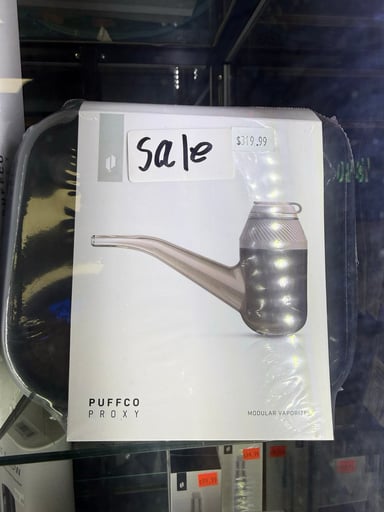 sale
$319.99
PUFFCO
PROXY
MODULAR VAPORIZER